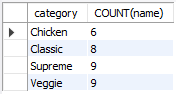 category COUNT(name)
Chicken 6
Classic 8
Supreme 9
Veggie 9